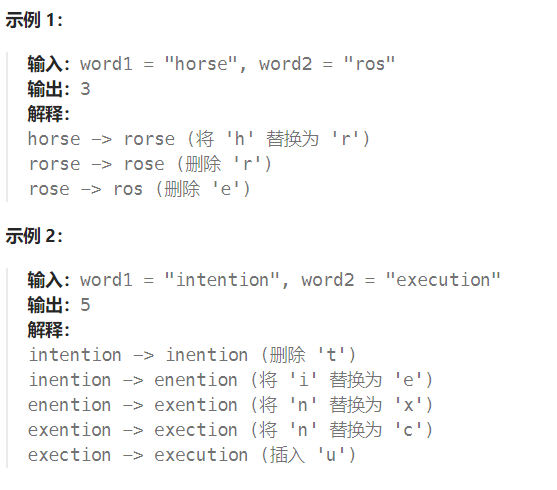 示例 1：
输入：word1 = "horse", word2 = "ros"
输出：3
解释：
horse -> rorse (将 'h' 替换为 'r')
rorse -> rose (删除 'r')
rose -> ros (删除 'e')
示例 2：
输入：word1 = "intention", word2 = "execution"
输出：5
解释：
intention -> inention (删除 't')
inention -> enention (将 'i' 替换为 'e')
enention -> exention (将 'n' 替换为 'x')
exention -> exection (将 'n' 替换为 'c')
exection -> execution (插入 'u')